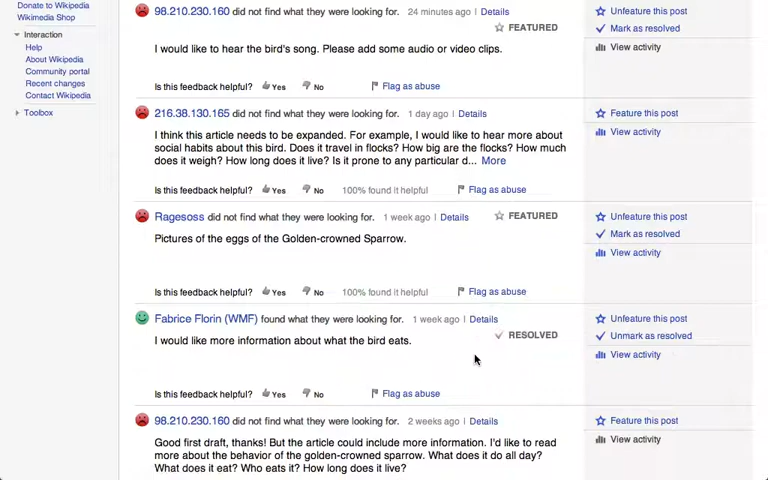 Donate to Wikipedia
Wikimedia Shop
Interaction
Help
About Wikipedia
Community portal
Recent changes
Contact Wikipedia
Toolbox
98.210.230.160 did not find what they were looking for. 24 minutes ago | Details
FEATURED
I would like to hear the bird's song. Please add some audio or video clips.
Is this feedback helpful? Yes No Flag as abuse
Unfeature this post
Mark as resolved
View activity
216.38.130.165 did not find what they were looking for. 1 day ago | Details
I think this article needs to be expanded. For example, I would like to hear more about
social habits about this bird. Does it travel in flocks? How big are the flocks? How much
does it weigh? How long does it live? Is it prone to any particular d... More
Is this feedback helpful? Yes No 100% found it helpful Flag as abuse
Feature this post
View activity
Ragesoss did not find what they were looking for. 1 week ago | Details
FEATURED
Pictures of the eggs of the Golden-crowned Sparrow.
Is this feedback helpful? Yes No 100% found it helpful Flag as abuse
Unfeature this post
Mark as resolved
View activity
Fabrice Florin (WMF) found what they were looking for. 1 week ago | Details
RESOLVED
I would like more information about what the bird eats.
Is this feedback helpful? Yes No Flag as abuse
Unfeature this post
Unmark as resolved
View activity
98.210.230.160 did not find what they were looking for. 2 weeks ago | Details
Good first draft, thanks! But the article could include more information. I'd like to read
more about the behavior of the golden-crowned sparrow. What does it do all day?
What does it eat? Who eats it? How long does it live?
Feature this post
View activity